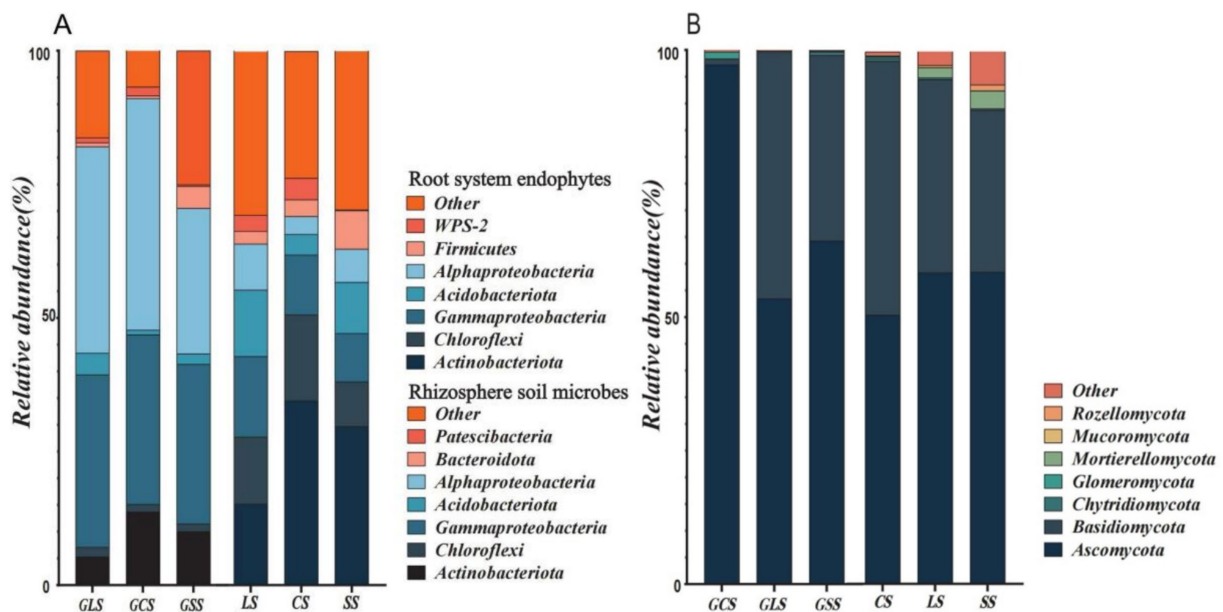 A
100
50
0
Relative abundance(%)
GLS
GCS
GSS
LS
CS
SS
Root system endophytes
Other
WPS-2
Firmicutes
Alphaproteobacteria
Acidobacteriota
Gammaproteobacteria
Chloroflexi
Actinobacteriota
Rhizosphere soil microbes
Other
Patescibacteria
Bacteroidota
Alphaproteobacteria
Acidobacteriota
Gammaproteobacteria
Chloroflexi
Actinobacteriota
B
100
50
0
Relative abundance(%)
GCS
GLS
GSS
CS
LS
SS
Other
Rozellomycota
Mucoromycota
Mortierellomycota
Glomeromycota
Chytridiomycota
Basidiomycota
Ascomycota